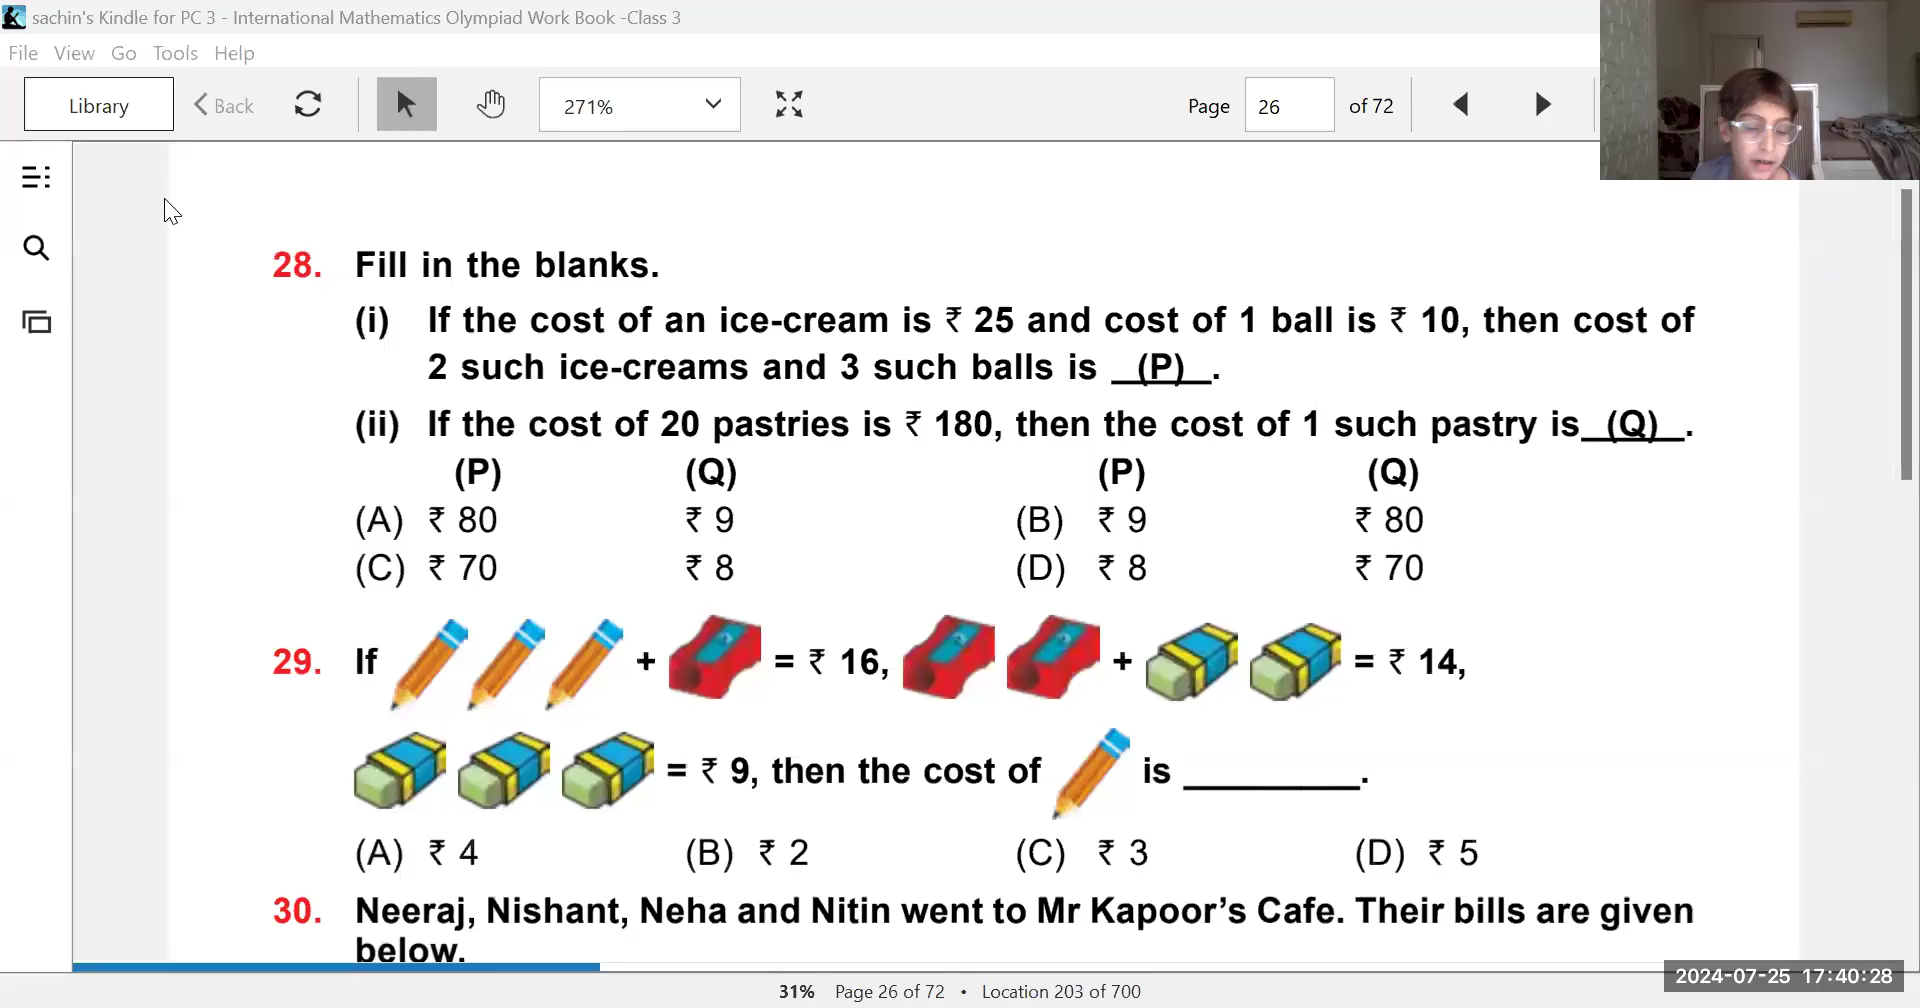 sachin's Kindle for PC 3 - International Mathematics Olympiad Work Book -Class 3
File View Go Tools Help
Library Back 271% Page 26 of 72
28. Fill in the blanks.
(i) If the cost of an ice-cream is ₹ 25 and cost of 1 ball is ₹ 10, then cost of
2 such ice-creams and 3 such balls is __(P)__.
(ii) If the cost of 20 pastries is ₹ 180, then the cost of 1 such pastry is __(Q)__.
(P) (Q) (P) (Q)
(A) ₹ 80 ₹ 9 (B) ₹ 9 ₹ 80
(C) ₹ 70 ₹ 8 (D) ₹ 8 ₹ 70
29. If + = ₹ 16, + = ₹ 14,
= ₹ 9, then the cost of is _________.
(A) ₹ 4 (B) ₹ 2 (C) ₹ 3 (D) ₹ 5
30. Neeraj, Nishant, Neha and Nitin went to Mr Kapoor's Cafe. Their bills are given
below.
31% Page 26 of 72 • Location 203 of 700
2024-07-25 17:40:28